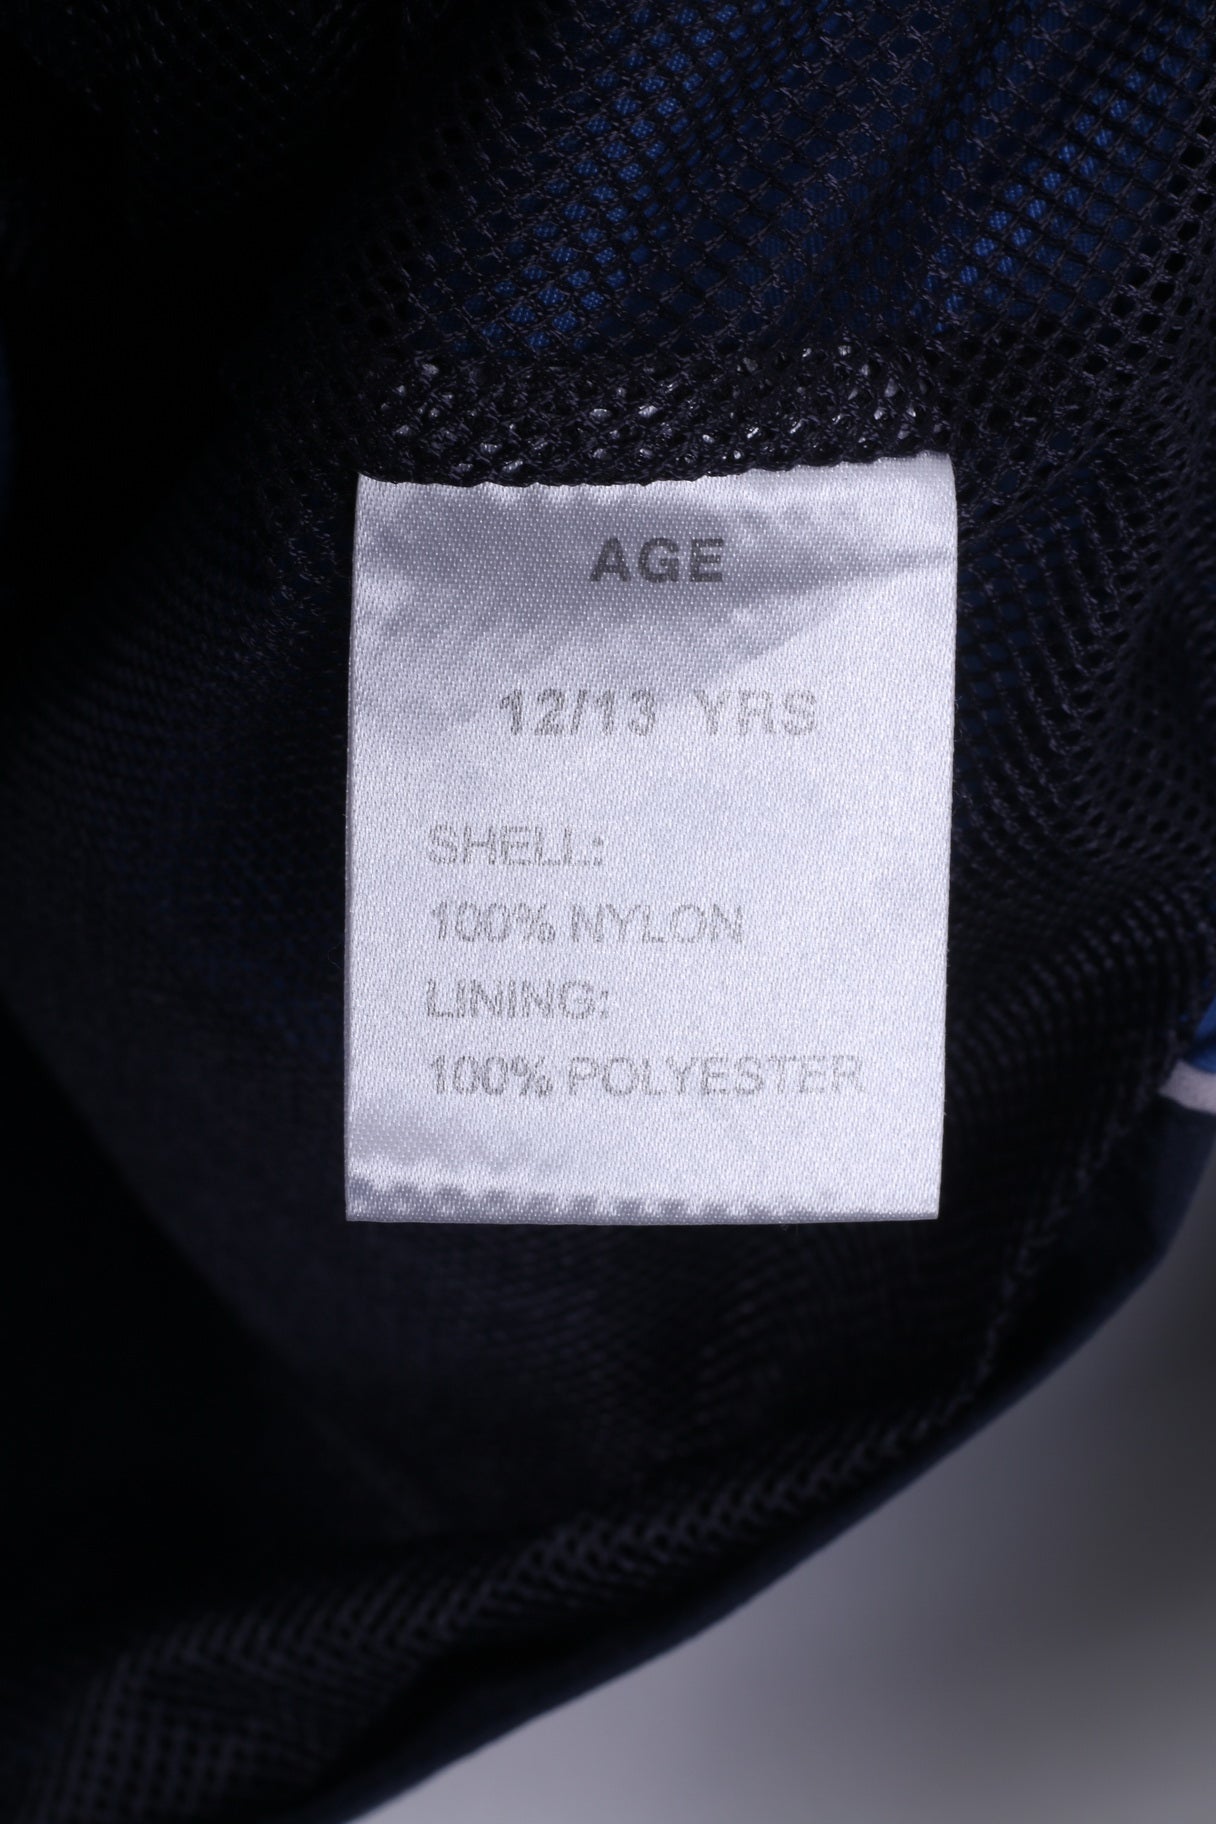 AGE
12/13 YRS
SHELL:
100% NYLON
LINING:
100% POLYESTER